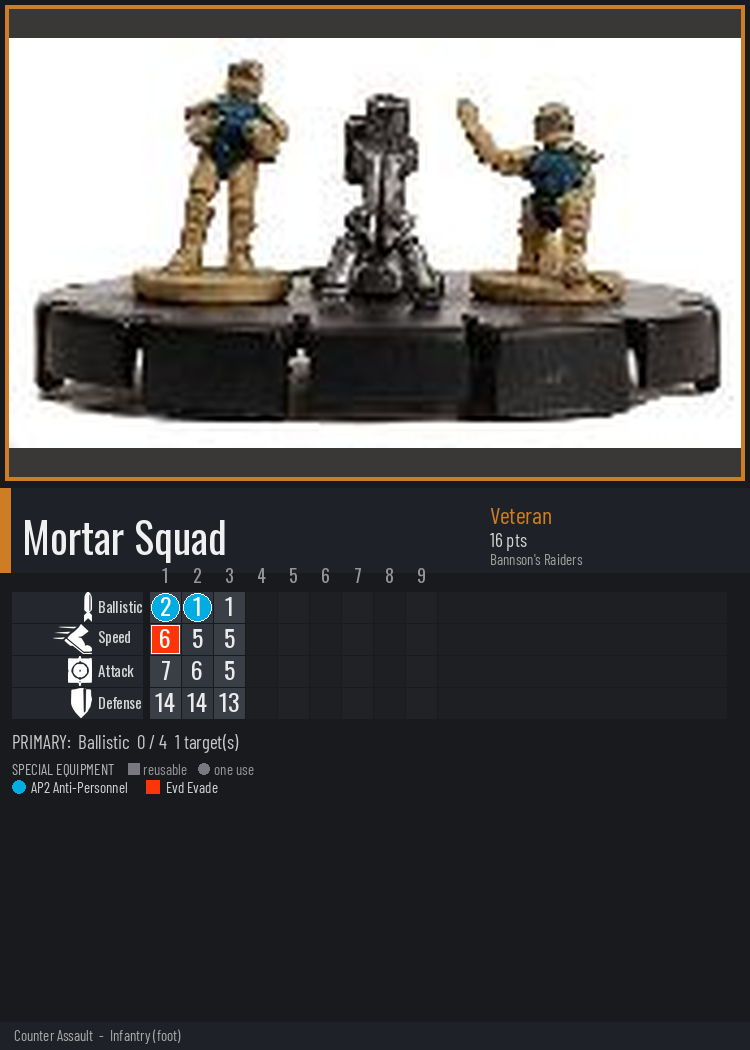 Mortar Squad
Veteran
16 pts
Bannson's Raiders
1 2 3 4 5 6 7 8 9
Ballistic 2 1 1
Speed 6 5 5
Attack 7 6 5
Defense 14 14 13
PRIMARY: Ballistic 0 / 4 1 target(s)
SPECIAL EQUIPMENT reusable one use
AP2 Anti-Personnel Evd Evade
Counter Assault - Infantry (foot)